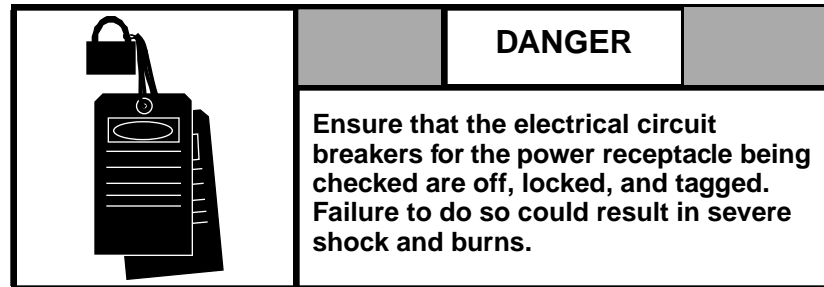 DANGER
Ensure that the electrical circuit
breakers for the power receptacle being
checked are off, locked, and tagged.
Failure to do so could result in severe
shock and burns.